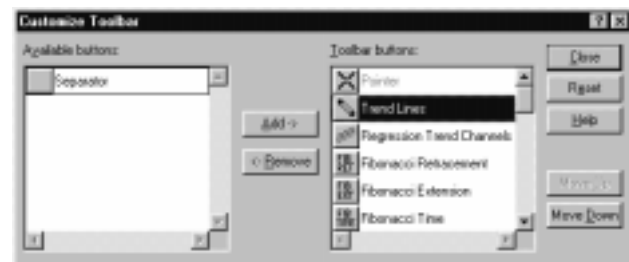 Customize Toolbar
Available buttons:
Separator
Add ->
<- Remove
Toolbar buttons:
Pointer
Trend Lines
Regression Trend Channels
Fibonacci Retracement
Fibonacci Extension
Fibonacci Time
Close
Reset
Help
Move Up
Move Down